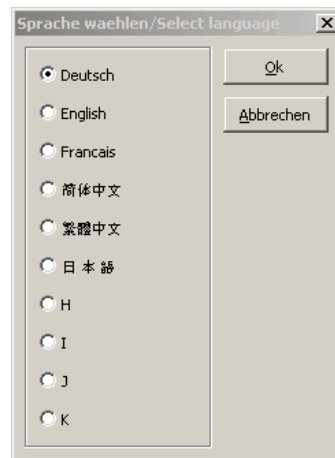 Sprache waehlen/Select language
Deutsch
Ok
English
Abbrechen
Francais
简体中文
繁體中文
日本語
H
I
J
K